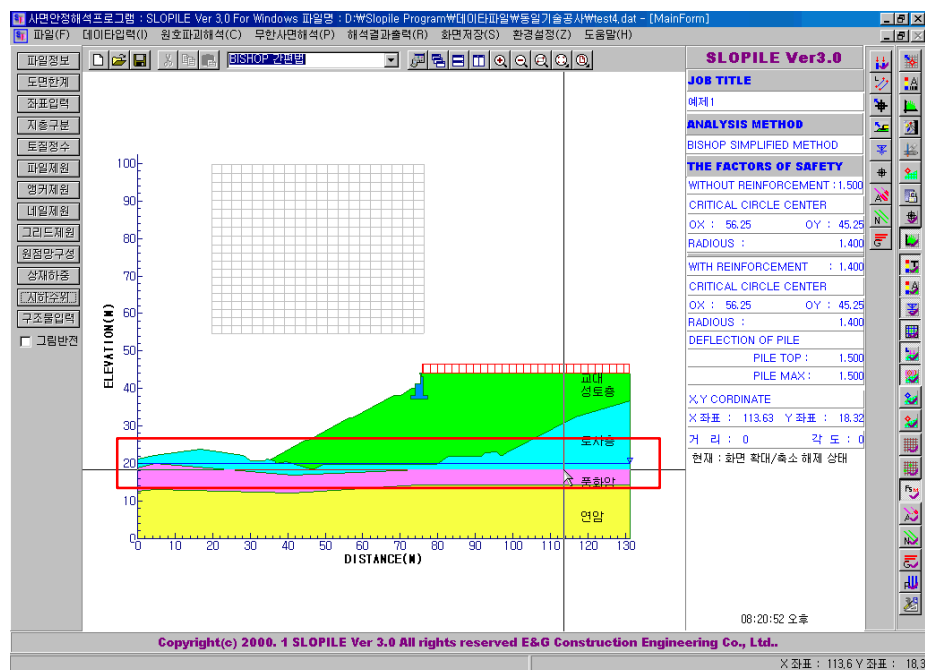 사면안정해석프로그램 : SLOPILE Ver 3,0 For Windows 파일명 : D:₩Slopile Program₩데이타파일₩동일기술공사₩test4,dat - [MainForm]
파일(F) 데이타입력(I) 원호파괴해석(C) 무한사면해석(P) 해석결과출력(R) 화면저장(S) 환경설정(Z) 도움말(H)
파일정보
도면한계
좌표입력
지층구분
토질정수
파일제원
앵커제원
네일제원
그리드제원
원점망구성
상재하중
지하수위
구조물입력
그림반전
BISHOP 간편법
ELEVATION(M)
100
90
80
70
60
50
40
30
20
10
0
0 10 20 30 40 50 60 70 80 90 100 110 120 130
DISTANCE(M)
교대
성토층
토사층
풍화암
연암
SLOPILE Ver3.0
JOB TITLE
예제1
ANALYSIS METHOD
BISHOP SIMPLIFIED METHOD
THE FACTORS OF SAFETY
WITHOUT REINFORCEMENT : 1.500
CRITICAL CIRCLE CENTER
OX : 56.25 OY : 45.25
RADIOUS : 1.400
WITH REINFORCEMENT : 1.400
CRITICAL CIRCLE CENTER
OX : 56.25 OY : 45.25
RADIOUS : 1.400
DEFLECTION OF PILE
PILE TOP : 1.500
PILE MAX : 1.500
X,Y CORDINATE
X 좌표 : 113.63 Y 좌표 : 18.32
거 리 : 0 각 도 : 0
현재 : 화면 확대/축소 해제 상태
08:20:52 오후
Copyright(c) 2000. 1 SLOPILE Ver 3.0 All rights reserved E&G Construction Engineering Co., Ltd..
X 좌표 : 113,6 Y 좌표 : 18,3